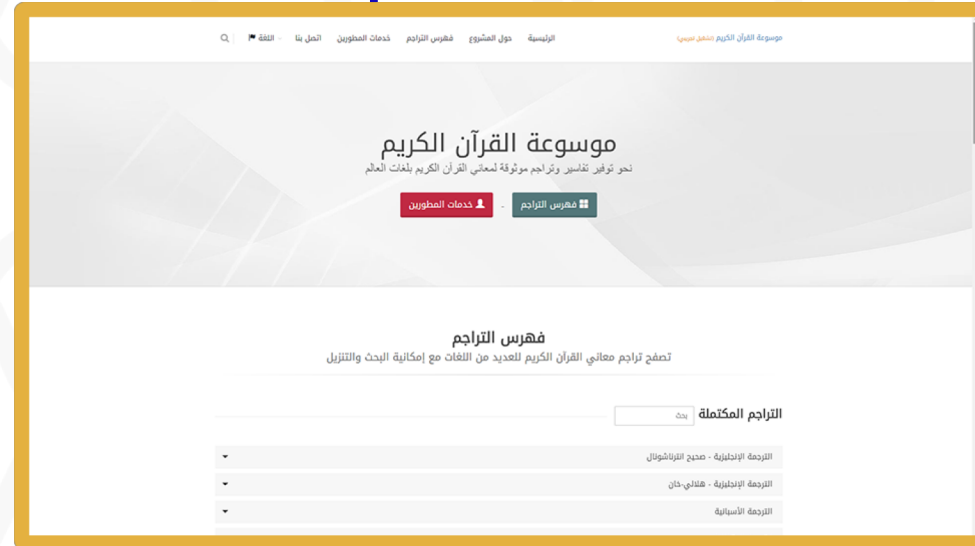 موسوعة القرآن الكريم (تشغيل تجريبي)
الرئيسية حول المشروع فهرس التراجم خدمات المطورين اتصل بنا - اللغة
موسوعة القرآن الكريم
نحو توفير تفاسير وتراجم موثوقة لمعاني القرآن الكريم بلغات العالم
فهرس التراجم - خدمات المطورين
فهرس التراجم
تصفح تراجم معاني القرآن الكريم للعديد من اللغات مع إمكانية البحث والتنزيل
التراجم المكتملة بحث
الترجمة الإنجليزية - صحيح انترناشونال
الترجمة الإنجليزية - هلالي-خان
الترجمة الأسبانية